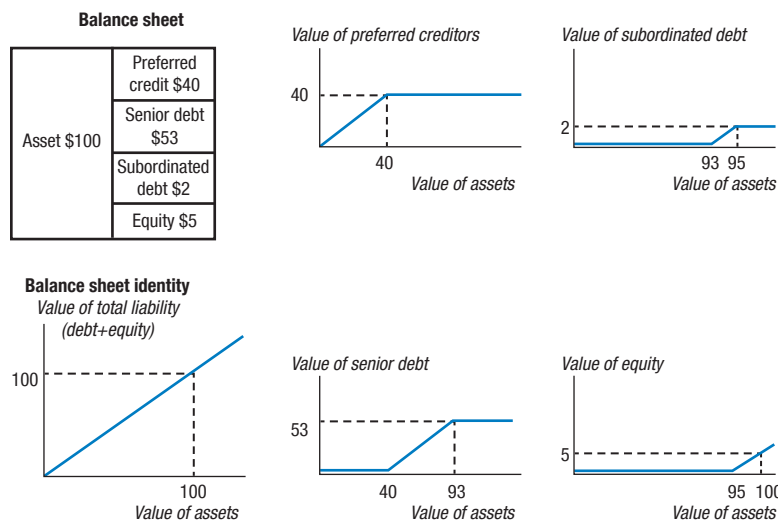 Balance sheet
Asset $100
Preferred
credit $40
Senior debt
$53
Subordinated
debt $2
Equity $5
Value of preferred creditors
40
40
Value of assets
Value of subordinated debt
2
93 95
Value of assets
Balance sheet identity
Value of total liability
(debt+equity)
100
100
Value of assets
Value of senior debt
53
40 93
Value of assets
Value of equity
5
95 100
Value of assets